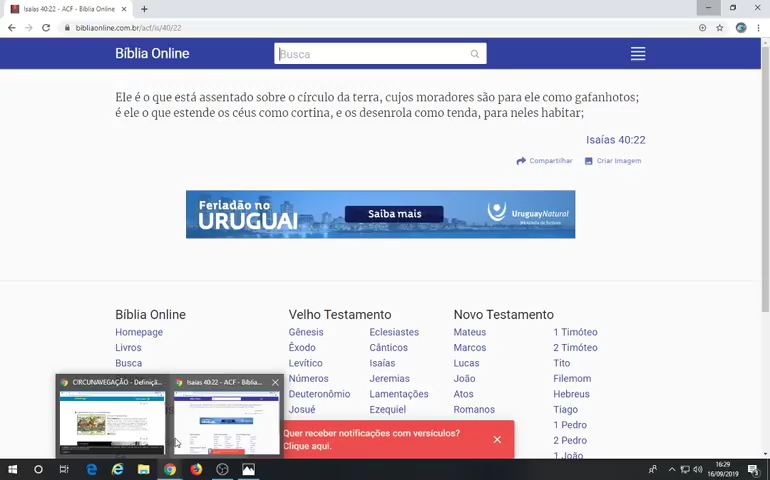 Isaías 40:22 - ACF - Bíblia Online
bibliaonline.com.br/acf/is/40/22
Bíblia Online
Busca
Ele é o que está assentado sobre o círculo da terra, cujos moradores são para ele como gafanhotos;
é ele o que estende os céus como cortina, e os desenrola como tenda, para neles habitar;
Isaías 40:22
Compartilhar
Criar Imagem
Feriadão no
URUGUAI
Saiba mais
UruguayNatural
Bíblia Online
Homepage
Livros
Busca
Velho Testamento
Gênesis
Êxodo
Levítico
Números
Deuteronômio
Josué
Eclesiastes
Cânticos
Isaías
Jeremias
Lamentações
Ezequiel
Novo Testamento
Mateus
Marcos
Lucas
João
Atos
Romanos
1 Timóteo
2 Timóteo
Tito
Filemom
Hebreus
Tiago
1 Pedro
2 Pedro
1 João
CIRCUNAVEGAÇÃO - Definiçã...
Isaías 40:22 - ACF - Bíblia...
Quer receber notificações com versículos?
Clique aqui.
16:29
16/09/2019